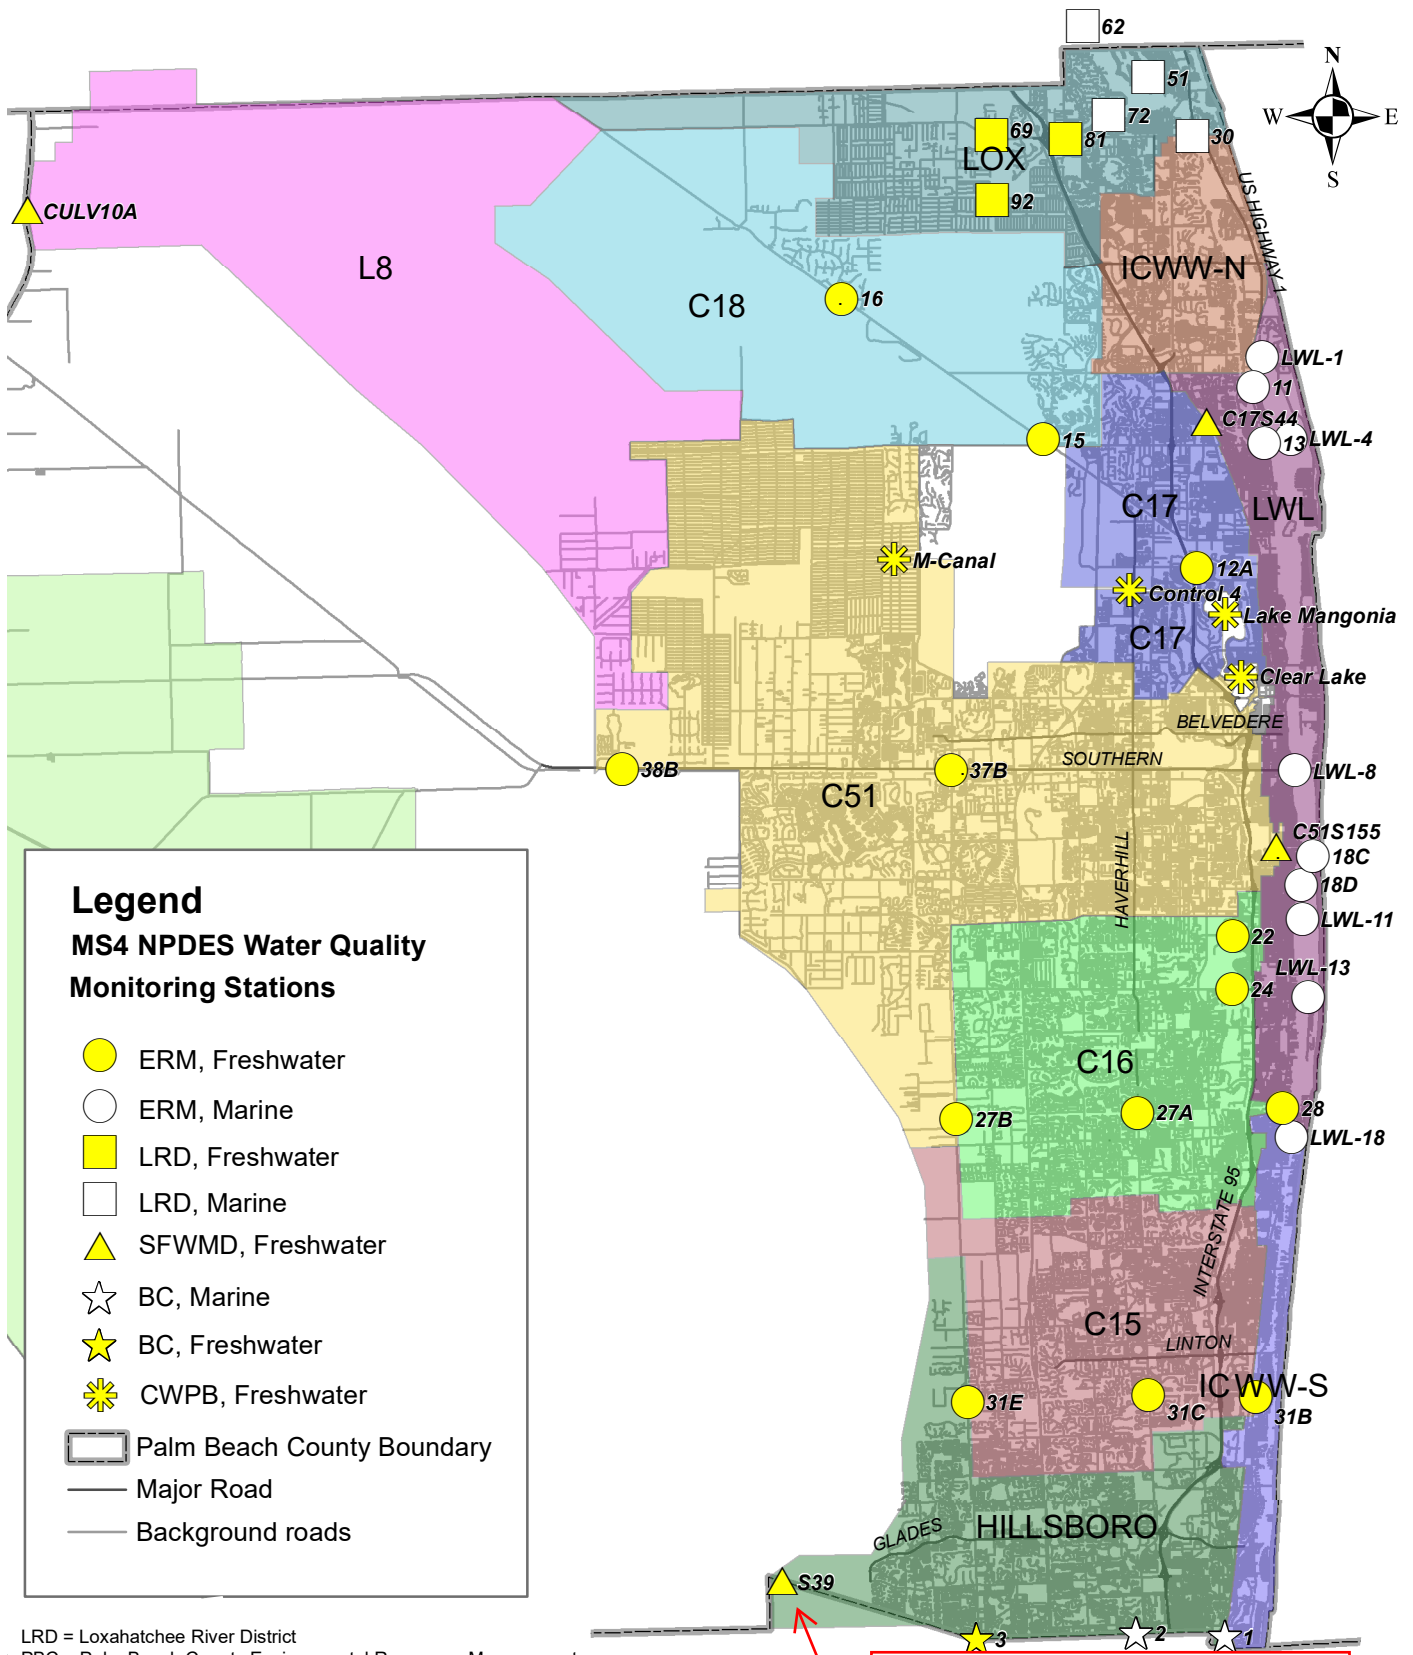 62
N
51
W
E
72
69
81
30
LOX
S
92
US HIGHWAY 1
CULV10A
L8
ICWW-N
C18
16
LWL-1
11
C17S44
15
13
LWL-4
C17
LWL
M-Canal
12A
Control 4
Lake Mangonia
C17
Clear Lake
BELVEDERE
SOUTHERN
38B
37B
LWL-8
C51
C51S155
18C
HAVERHILL
18D
LWL-11
22
LWL-13
24
C16
27B
27A
28
LWL-18
INTERSTATE 95
C15
LINTON
ICWW-S
31E
31C
31B
GLADES
HILLSBORO
S39
3
2
1
Legend
MS4 NPDES Water Quality
Monitoring Stations
ERM, Freshwater
ERM, Marine
LRD, Freshwater
LRD, Marine
SFWMD, Freshwater
BC, Marine
BC, Freshwater
CWPB, Freshwater
Palm Beach County Boundary
Major Road
Background roads
LRD = Loxahatchee River District